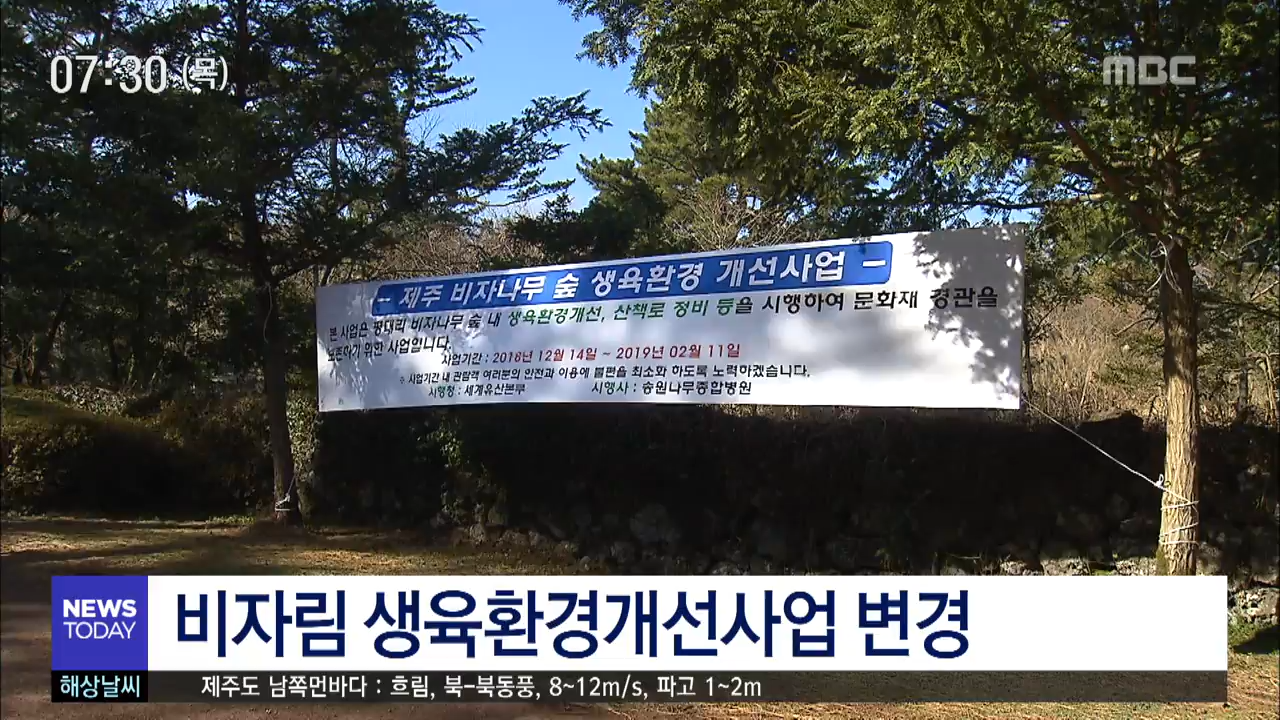 07:30 (목)
MBC
- 제주 비자나무 숲 생육환경 개선사업 -
본 사업은 평대리 비자나무 숲 내 생육환경개선, 산책로 정비 등을 시행하여 문화재 경관을
보존하기 위한 사업입니다.
사업기간 : 2018년 12월 14일 ~ 2019년 02월 11일
※ 사업기간 내 관람객 여러분의 안전과 이용에 불편을 최소화 하도록 노력하겠습니다.
시행청 : 세계유산본부 시행사 : 송원나무종합병원
NEWS
TODAY
비자림 생육환경개선사업 변경
해상날씨 제주도 남쪽먼바다 : 흐림, 북-북동풍, 8~12m/s, 파고 1~2m